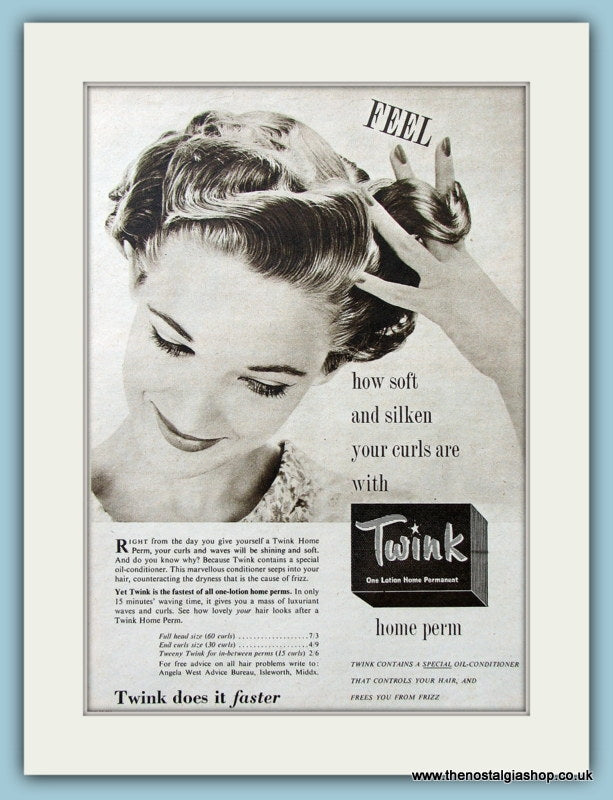 FEEL
how soft
and silken
your curls are
with
Twink
One Lotion Home Permanent
home perm
TWINK CONTAINS A SPECIAL OIL-CONDITIONER
THAT CONTROLS YOUR HAIR, AND
FREES YOU FROM FRIZZ
RIGHT from the day you give yourself a Twink Home
Perm, your curls and waves will be shining and soft.
And do you know why? Because Twink contains a special
oil-conditioner. This marvellous conditioner seeps into your
hair, counteracting the dryness that is the cause of frizz.
Yet Twink is the fastest of all one-lotion home perms. In only
15 minutes' waving time, it gives you a mass of luxuriant
waves and curls. See how lovely your hair looks after a
Twink Home Perm.
Full head size (60 curls) ....................7/3
End curls size (30 curls) ....................4/9
Tweeny Twink for in-between perms (15 curls) 2/6
For free advice on all hair problems write to:
Angela West Advice Bureau, Isleworth, Middx.
Twink does it faster
www.thenostalgiashop.co.uk